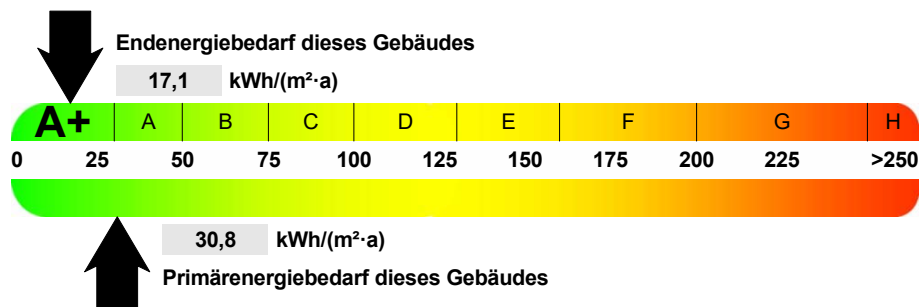 Endenergiebedarf dieses Gebäudes
17,1 kWh/(m²·a)
A+ A B C D E F G H
0 25 50 75 100 125 150 175 200 225 >250
30,8 kWh/(m²·a)
Primärenergiebedarf dieses Gebäudes